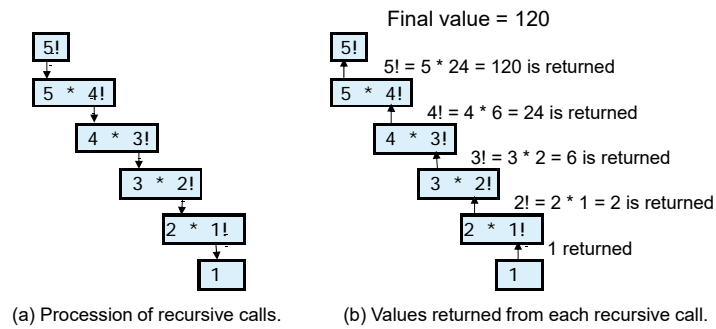 Final value = 120
5!
5 * 4!
4 * 3!
3 * 2!
2 * 1!
1
(a) Procession of recursive calls.
5!
5! = 5 * 24 = 120 is returned
5 * 4!
4! = 4 * 6 = 24 is returned
4 * 3!
3! = 3 * 2 = 6 is returned
3 * 2!
2! = 2 * 1 = 2 is returned
2 * 1!
1 returned
1
(b) Values returned from each recursive call.